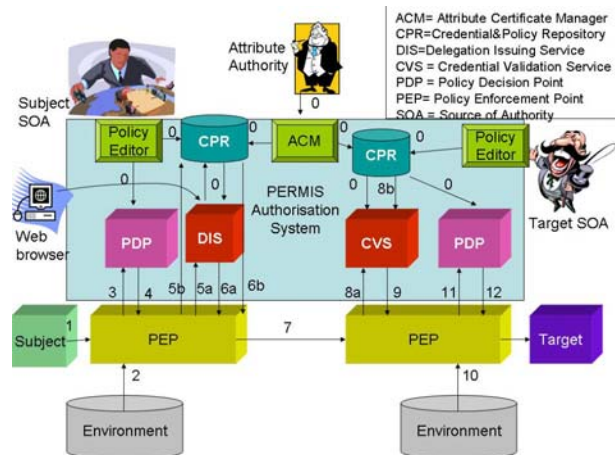 ACM= Attribute Certificate Manager
CPR=Credential&Policy Repository
DIS=Delegation Issuing Service
CVS = Credential Validation Service
PDP = Policy Decision Point
PEP= Policy Enforcement Point
SOA = Source of Authority
Attribute
Authority
Subject
SOA
0
Policy
Editor
0
CPR
0
ACM
0
CPR
0
Policy
Editor
0
0
0
0
8b
0
PERMIS
Authorisation
System
Web
browser
Target SOA
PDP
DIS
CVS
PDP
3
4
5b
5a
6a
6b
8a
9
11
12
Subject
1
PEP
7
PEP
Target
2
10
Environment
Environment